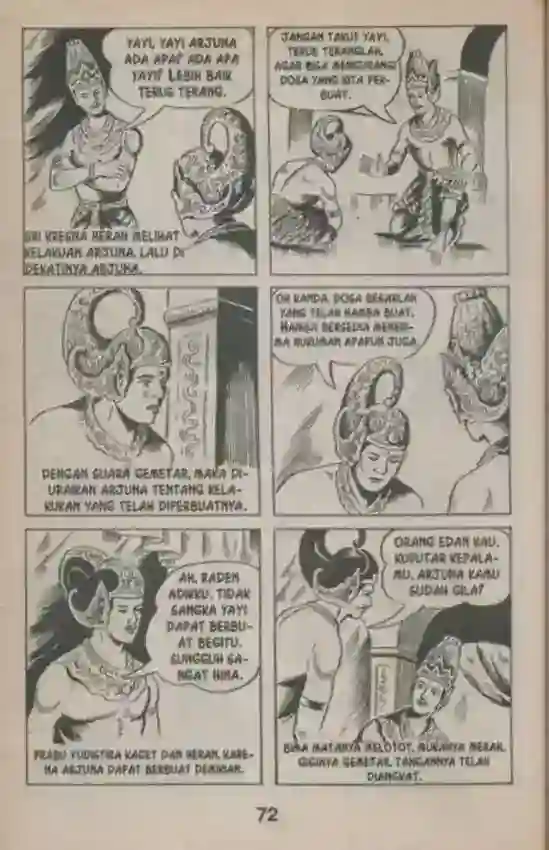 YAYI, YAYI ARJUNA
ADA APA? ADA APA
YAYI? LEBIH BAIK
TERUS TERANG.
SRI KRESNA HERAN MELIHAT
KELAKUAN ARJUNA. LALU DI
DEKATINYA ARJUNA.
JANGAN TAKUT YAYI,
TERUS TERANGLAH,
AGAR BISA MENGURANGI
DOSA YANG KITA PER-
BUAT.
DENGAN SUARA GEMETAR, MAKA DI-
URAIKAN ARJUNA TENTANG KELA-
KUKAN YANG TELAH DIPERBUATNYA.
OH KANDA, DOSA BESARLAH
YANG TELAH HAMBA BUAT.
HAMBA BERSEDIA MENERI-
MA HUKUMAN APAPUN JUGA.
AH, RADEN
ADIKKU. TIDAK
SANGKA YAYI
DAPAT BERBU-
AT BEGITU.
SUNGGUH SA-
NGAT HINA.
PRABU YUDISTIRA KAGET DAN HERAN, KARE-
NA ARJUNA DAPAT BERBUAT DEMIKIAN.
ORANG EDAN KAU.
KUPUTAR KEPALA-
MU. ARJUNA KAMU
SUDAH GILA?
BIMA MATANYA MELOTOT, MUKANYA MERAH,
GIGINYA GEMETAR, TANGANNYA TELAH
DIANGKAT.
72